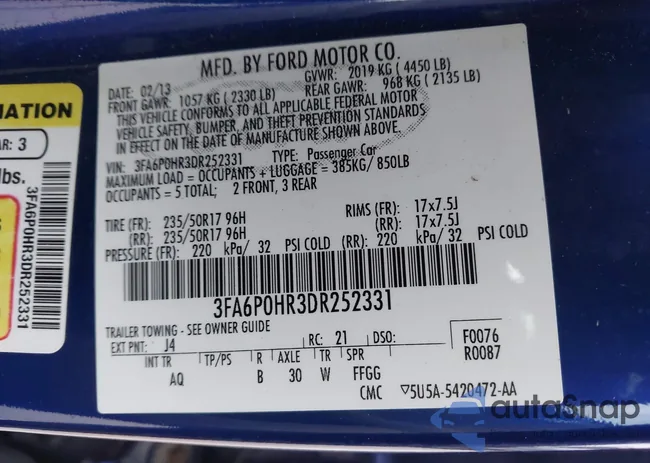 MFD. BY FORD MOTOR CO.
DATE: 02/13 GVWR: 2019 KG ( 4450 LB)
FRONT GAWR: 1057 KG ( 2330 LB) REAR GAWR: 968 KG ( 2135 LB)
THIS VEHICLE CONFORMS TO ALL APPLICABLE FEDERAL MOTOR
VEHICLE SAFETY, BUMPER, AND THEFT PREVENTION STANDARDS
IN EFFECT ON THE DATE OF MANUFACTURE SHOWN ABOVE.
VIN: 3FA6P0HR3DR252331 TYPE: Passenger Car
MAXIMUM LOAD = OCCUPANTS + LUGGAGE = 385KG/ 850LB
OCCUPANTS = 5 TOTAL; 2 FRONT, 3 REAR
TIRE (FR): 235/50R17 96H RIMS (FR): 17x7.5J
(RR): 235/50R17 96H (RR): 17x7.5J
PRESSURE (FR): 220 kPa/ 32 PSI COLD (RR): 220 kPa/ 32 PSI COLD
3FA6P0HR3DR252331
TRAILER TOWING - SEE OWNER GUIDE
EXT PNT: J4 RC: 21 DSO: F0076
R0087
INT TR TP/PS R AXLE TR SPR
AQ B 30 W FFGG
CMC ▽5U5A-5420472-AA
MATION
AR: 3
lbs.
3FA6P0HR3DR252331
autoSnap